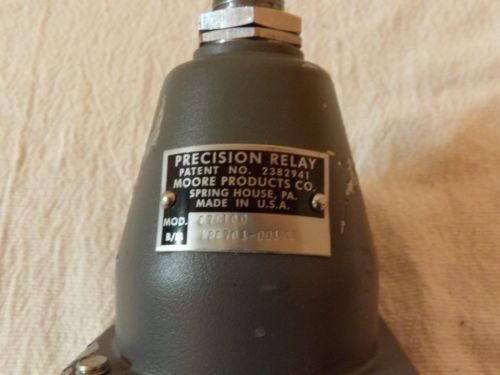 PRECISION RELAY
PATENT NO. 2382941
MOORE PRODUCTS CO.
SPRING HOUSE, PA.
MADE IN U.S.A.
MOD.
B/M